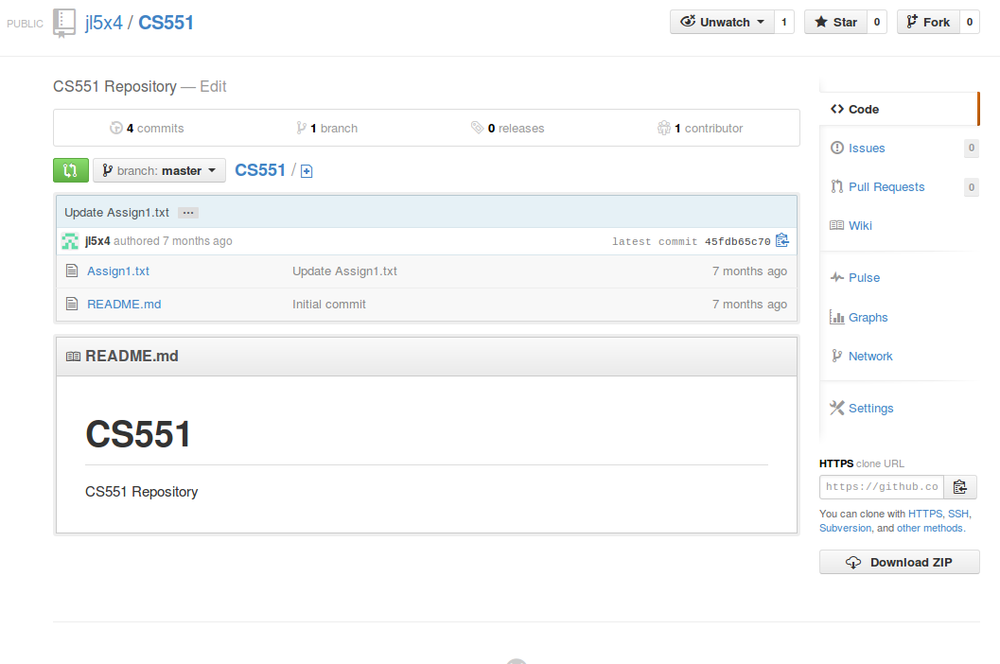 PUBLIC jl5x4 / CS551 Unwatch 1 Star 0 Fork 0
CS551 Repository — Edit
4 commits 1 branch 0 releases 1 contributor
branch: master CS551 /
Update Assign1.txt ...
jl5x4 authored 7 months ago latest commit 45fdb65c70
Assign1.txt Update Assign1.txt 7 months ago
README.md Initial commit 7 months ago
README.md
CS551
CS551 Repository
Code
Issues 0
Pull Requests 0
Wiki
Pulse
Graphs
Network
Settings
HTTPS clone URL
https://github.co
You can clone with HTTPS, SSH,
Subversion, and other methods.
Download ZIP